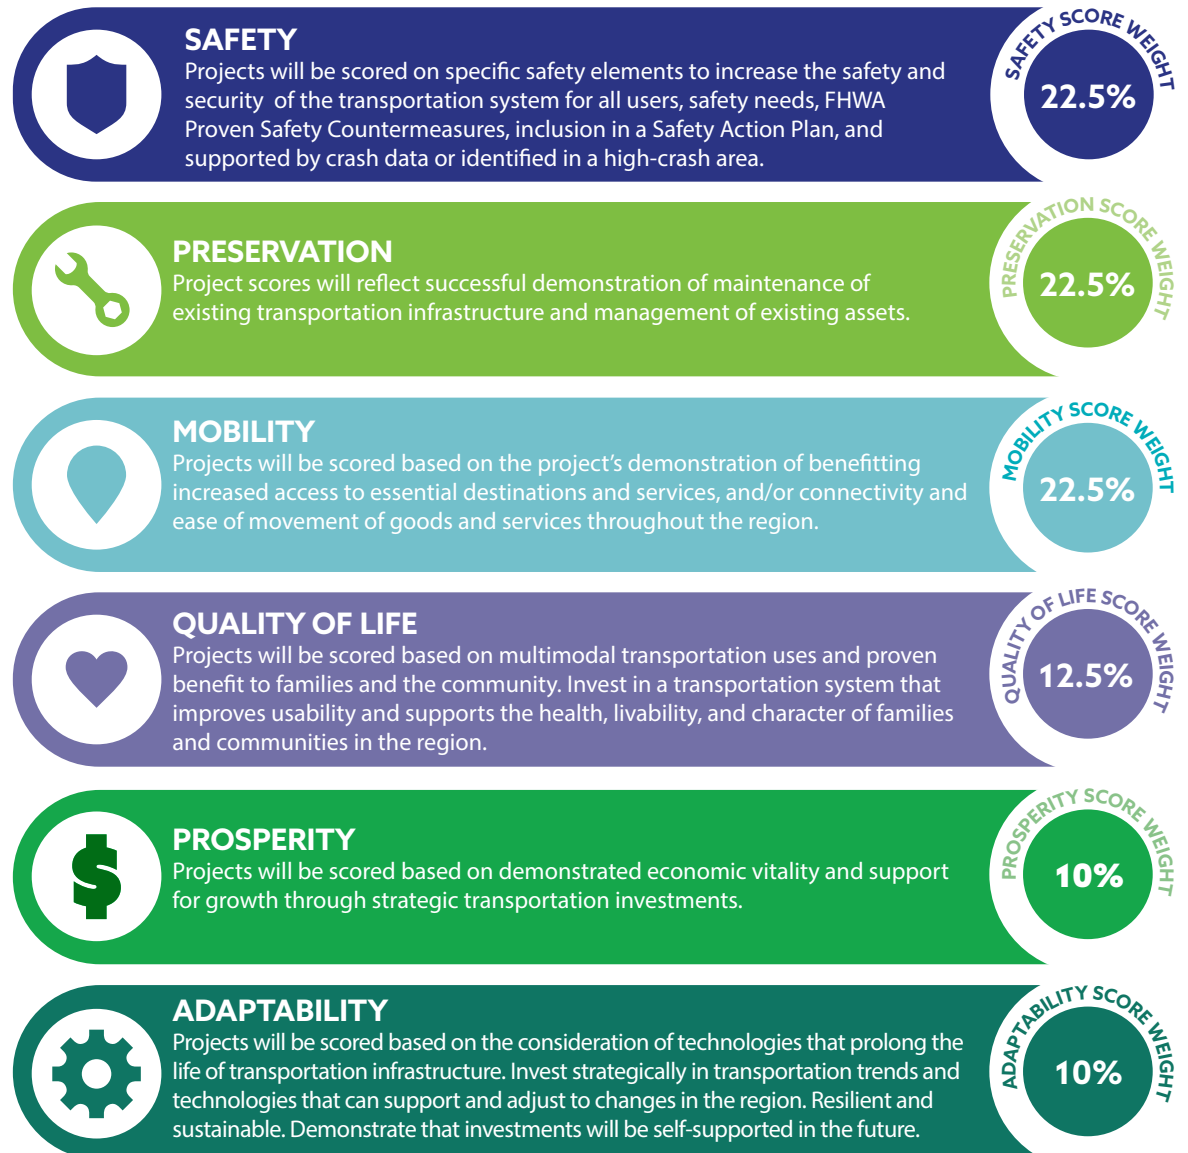 SAFETY
Projects will be scored on specific safety elements to increase the safety and
security of the transportation system for all users, safety needs, FHWA
Proven Safety Countermeasures, inclusion in a Safety Action Plan, and
supported by crash data or identified in a high-crash area.
SAFETY SCORE WEIGHT
22.5%
PRESERVATION
Project scores will reflect successful demonstration of maintenance of
existing transportation infrastructure and management of existing assets.
PRESERVATION SCORE WEIGHT
22.5%
MOBILITY
Projects will be scored based on the project's demonstration of benefitting
increased access to essential destinations and services, and/or connectivity and
ease of movement of goods and services throughout the region.
MOBILITY SCORE WEIGHT
22.5%
QUALITY OF LIFE
Projects will be scored based on multimodal transportation uses and proven
benefit to families and the community. Invest in a transportation system that
improves usability and supports the health, livability, and character of families
and communities in the region.
QUALITY OF LIFE SCORE WEIGHT
12.5%
$
PROSPERITY
Projects will be scored based on demonstrated economic vitality and support
for growth through strategic transportation investments.
PROSPERITY SCORE WEIGHT
10%
ADAPTABILITY
Projects will be scored based on the consideration of technologies that prolong the
life of transportation infrastructure. Invest strategically in transportation trends and
technologies that can support and adjust to changes in the region. Resilient and
sustainable. Demonstrate that investments will be self-supported in the future.
ADAPTABILITY SCORE WEIGHT
10%